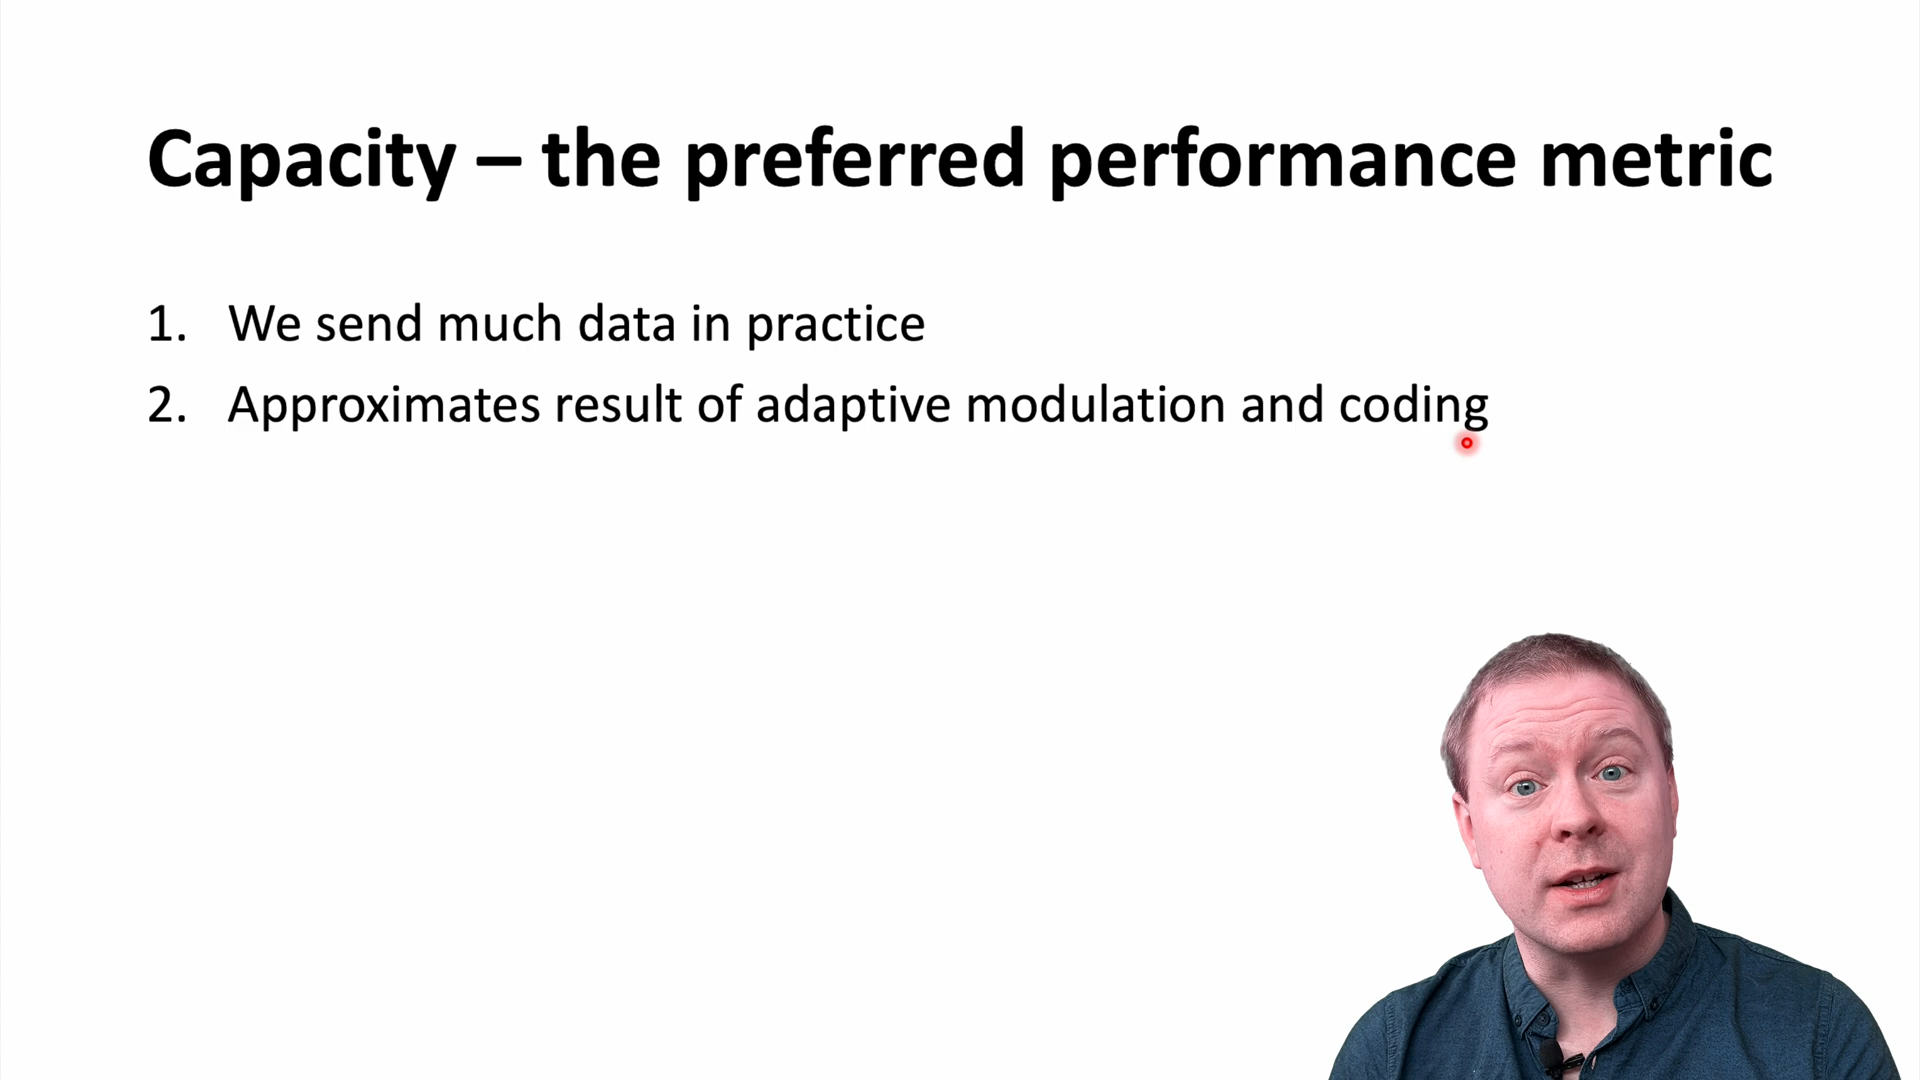 Capacity – the preferred performance metric
1. We send much data in practice
2. Approximates result of adaptive modulation and coding